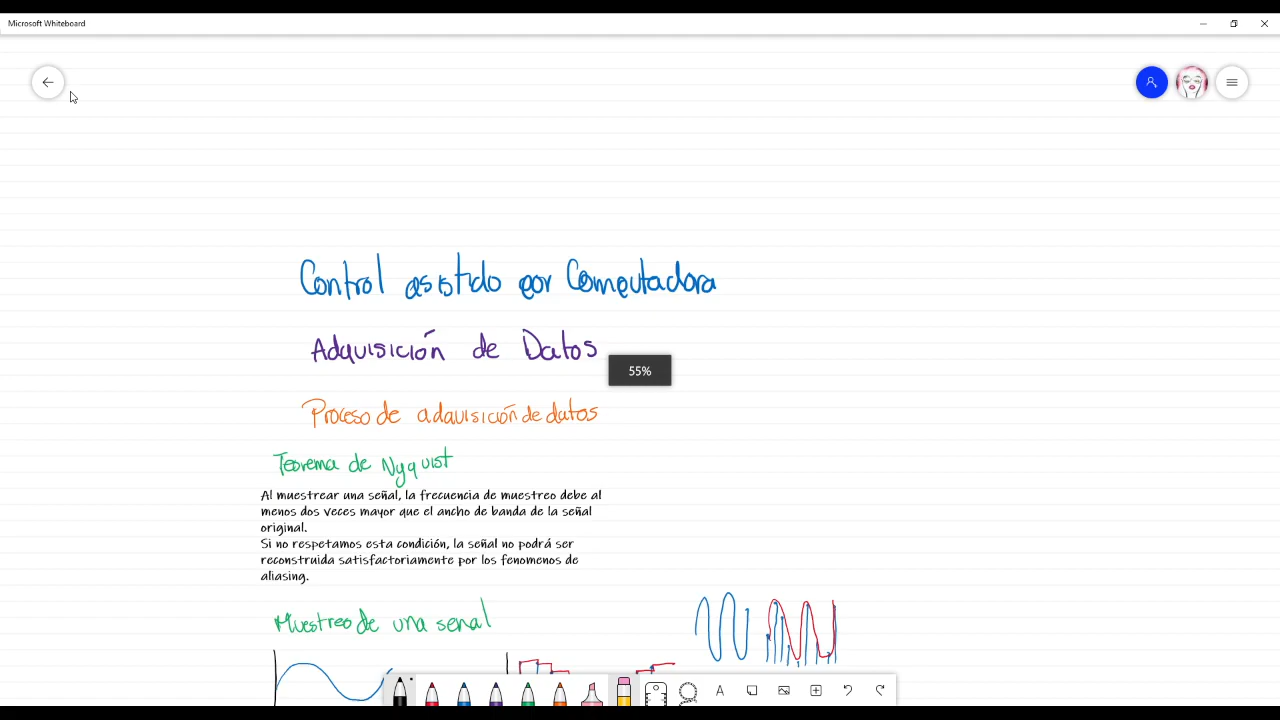 Microsoft Whiteboard
Control asistido por Computadora
Adquisición de Datos
55%
Proceso de adquisición de datos
Teorema de Nyquist
Al muestrear una señal, la frecuencia de muestreo debe al
menos dos veces mayor que el ancho de banda de la señal
original.
Si no respetamos esta condición, la señal no podrá ser
reconstruida satisfactoriamente por los fenomenos de
aliasing.
Muestreo de una senal
A